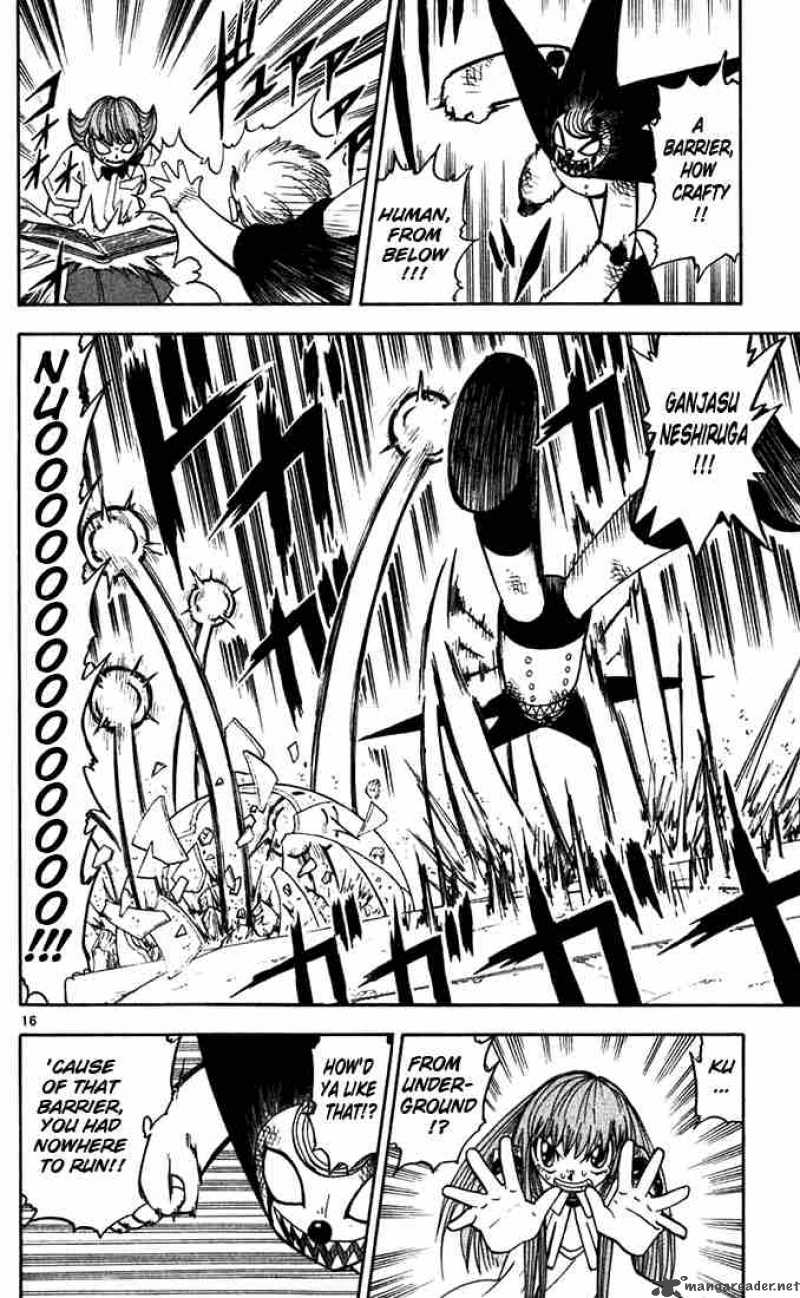 A
BARRIER,
HOW
CRAFTY
!!
HUMAN,
FROM
BELOW
!!!
GANJASU
NESHIRUGA
!!!
NUOOOOOOOOOOOOOO!!!
KU
...
FROM
UNDER-
GROUND
!?
HOW'D
YA LIKE
THAT!?
'CAUSE
OF THAT
BARRIER,
YOU HAD
NOWHERE
TO RUN!!
16
mangareader.net